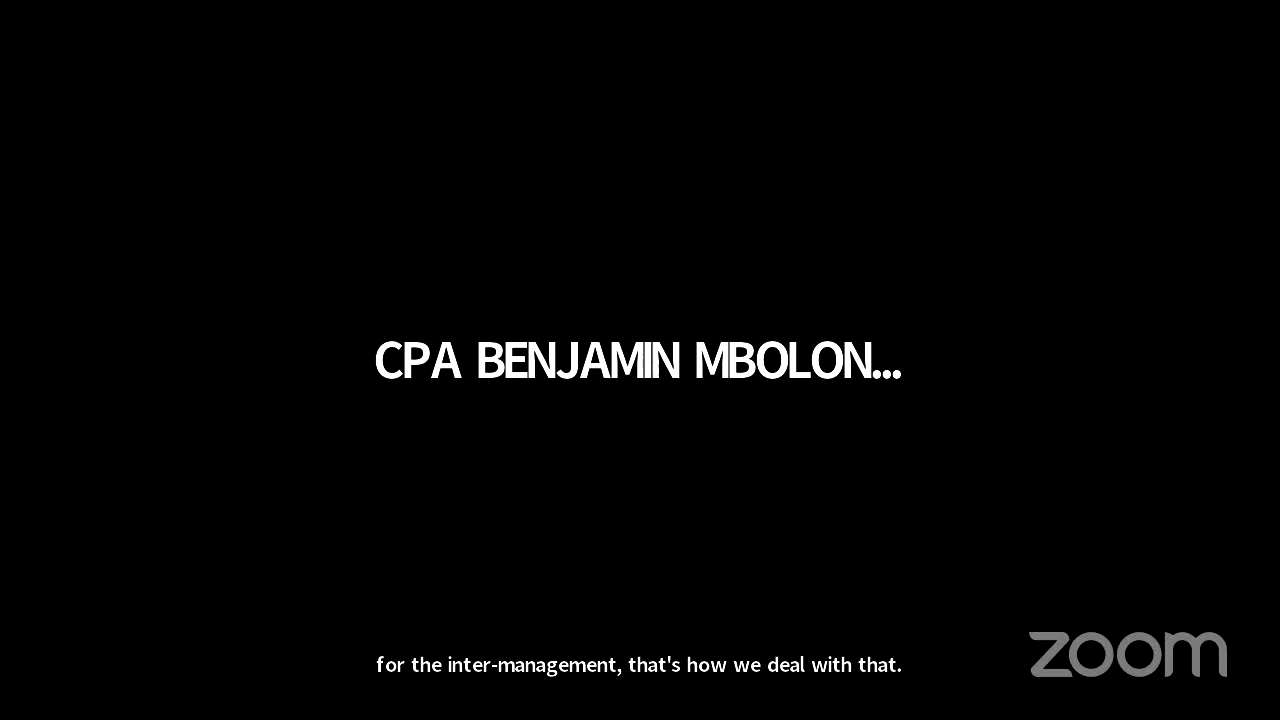 CPA BENJAMIN MBOLON...
for the inter-management, that's how we deal with that.
zoom